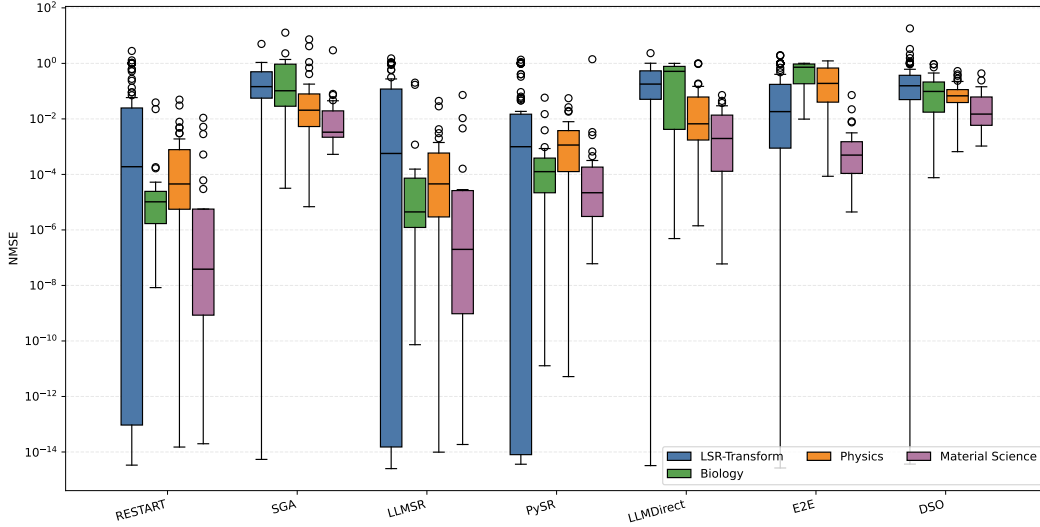 NMSE
10^2
10^0
10^-2
10^-4
10^-6
10^-8
10^-10
10^-12
10^-14
RESTART
SGA
LLMSR
PySR
LLMDirect
E2E
DSO
LSR-Transform
Biology
Physics
Material Science